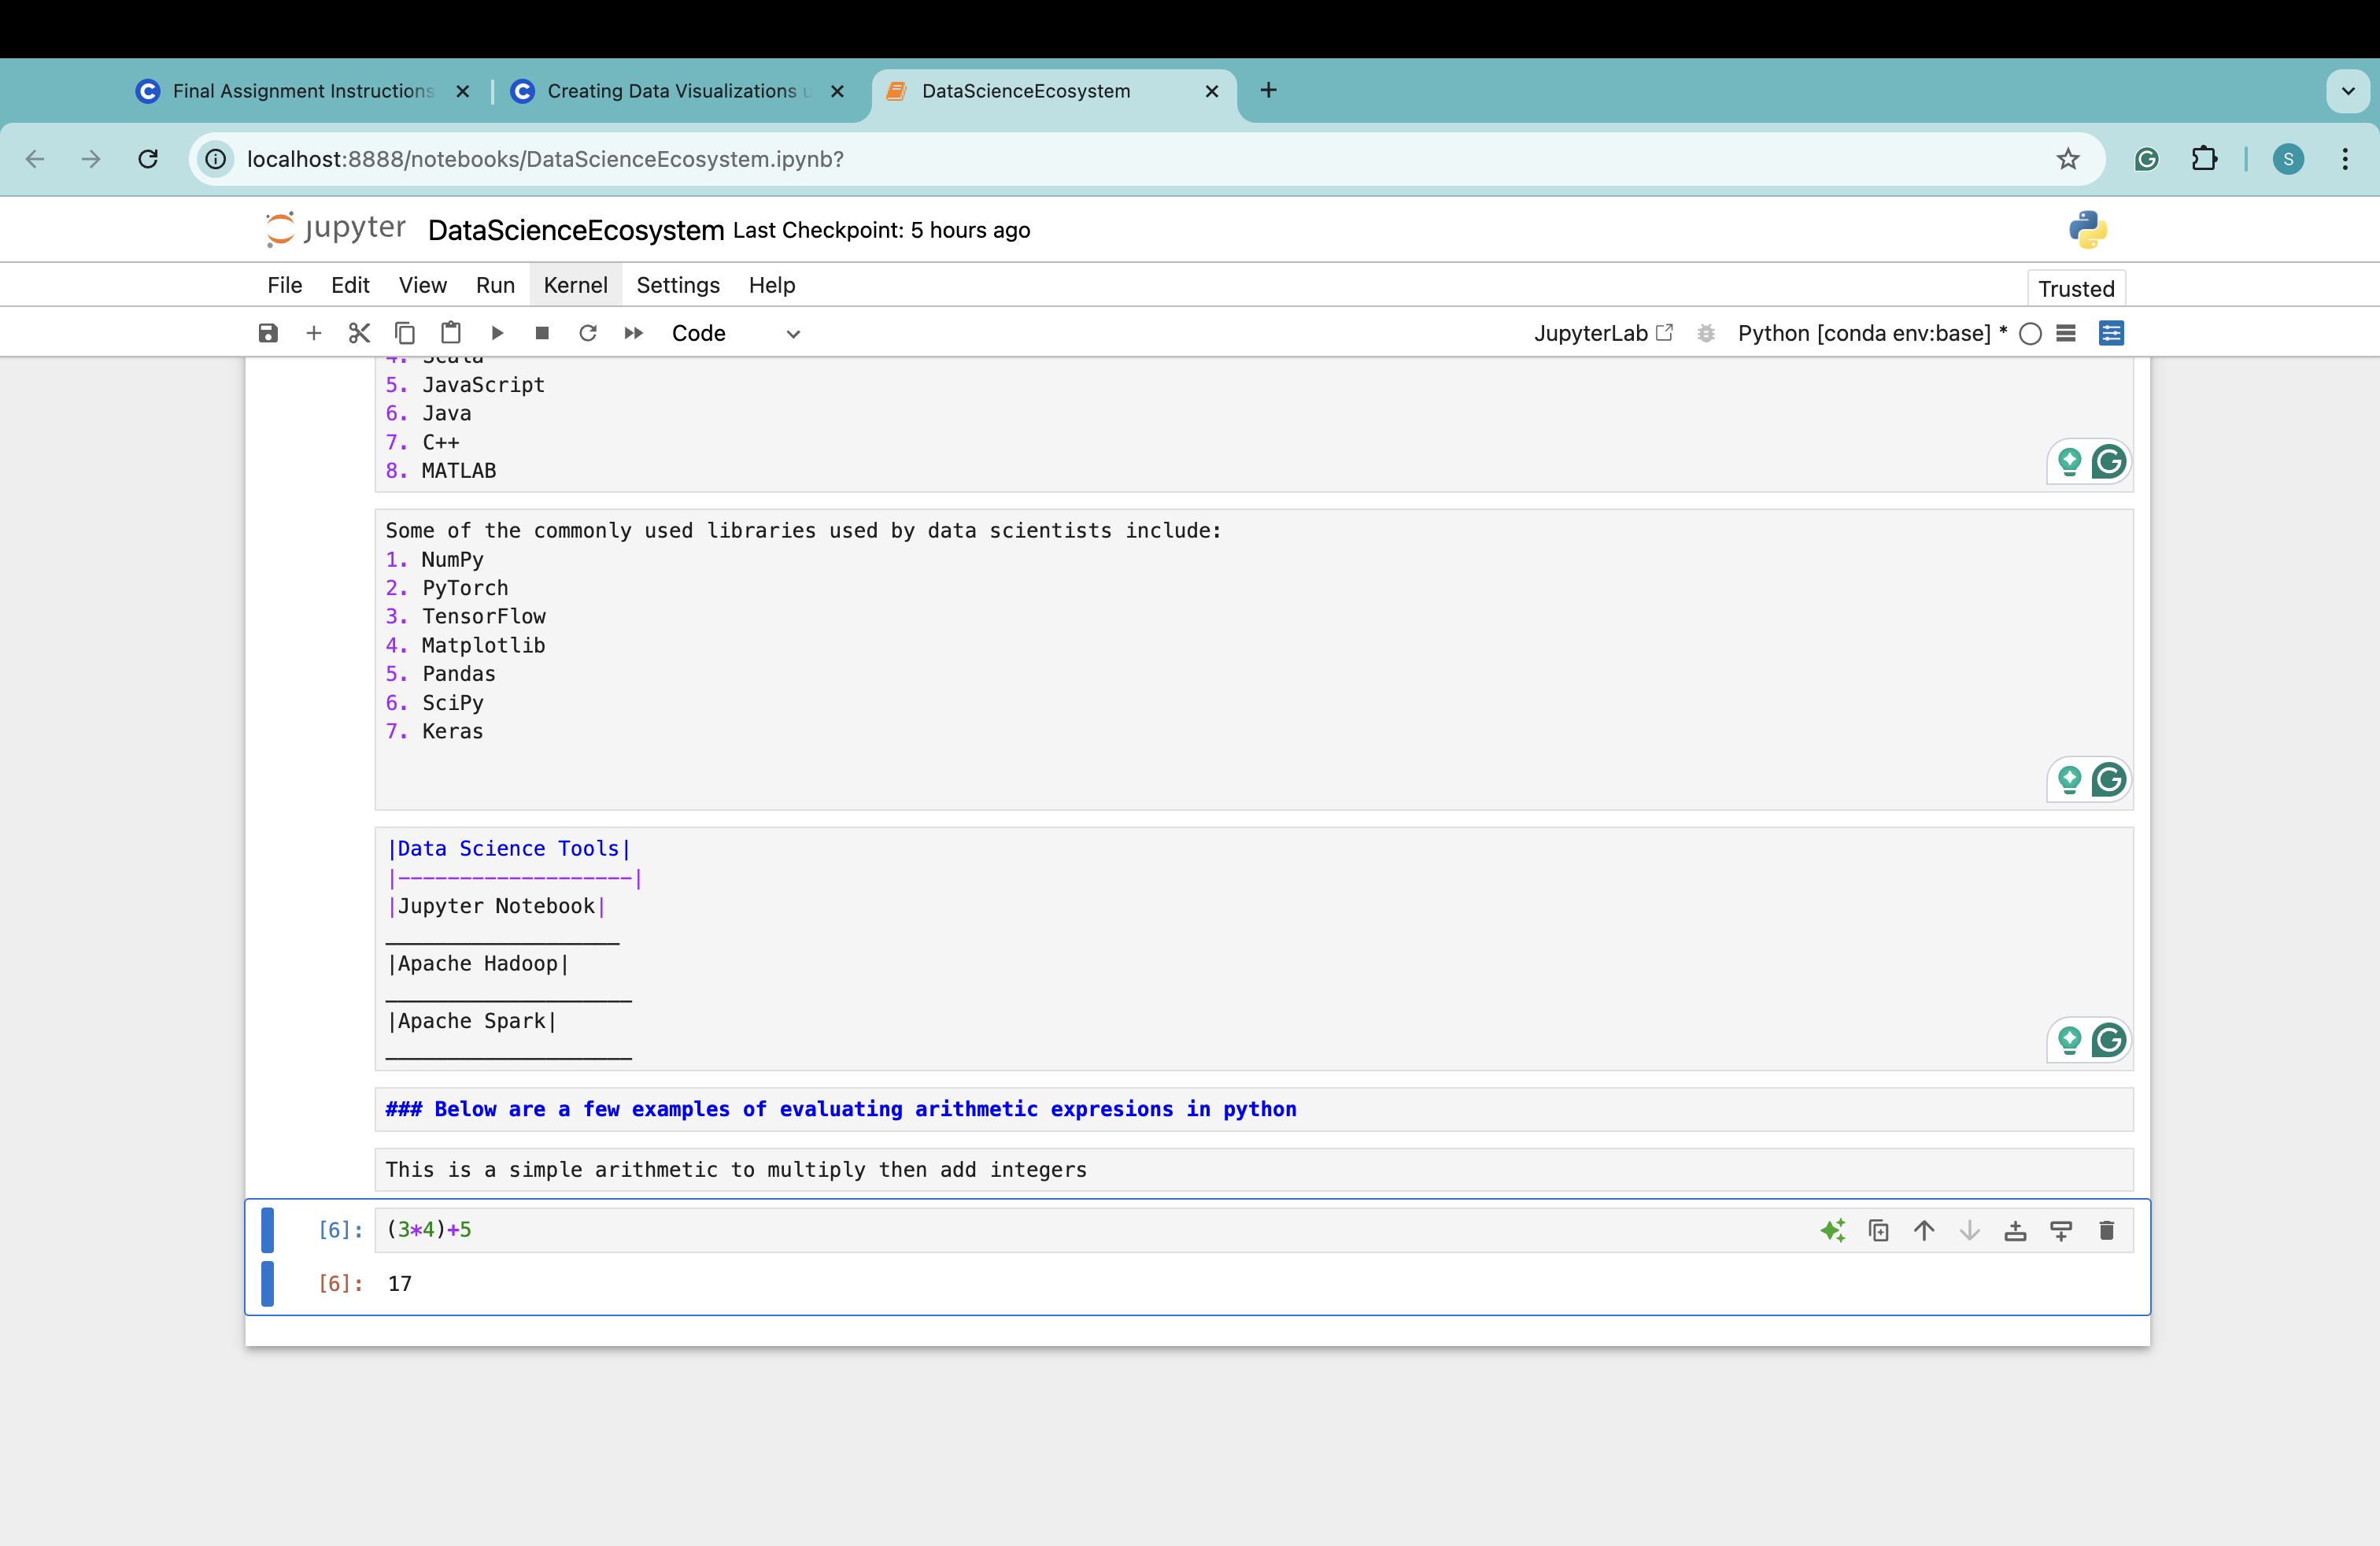 Final Assignment Instructions
Creating Data Visualizations u
DataScienceEcosystem
localhost:8888/notebooks/DataScienceEcosystem.ipynb?
S
jupyter DataScienceEcosystem Last Checkpoint: 5 hours ago
File Edit View Run Kernel Settings Help
Trusted
Code
JupyterLab
Python [conda env:base] *
4. Scala
5. JavaScript
6. Java
7. C++
8. MATLAB
Some of the commonly used libraries used by data scientists include:
1. NumPy
2. PyTorch
3. TensorFlow
4. Matplotlib
5. Pandas
6. SciPy
7. Keras
|Data Science Tools|
|-------------------|
|Jupyter Notebook|
___________________
|Apache Hadoop|
____________________
|Apache Spark|
____________________
### Below are a few examples of evaluating arithmetic expresions in python
This is a simple arithmetic to multiply then add integers
[6]: (3*4)+5
[6]: 17